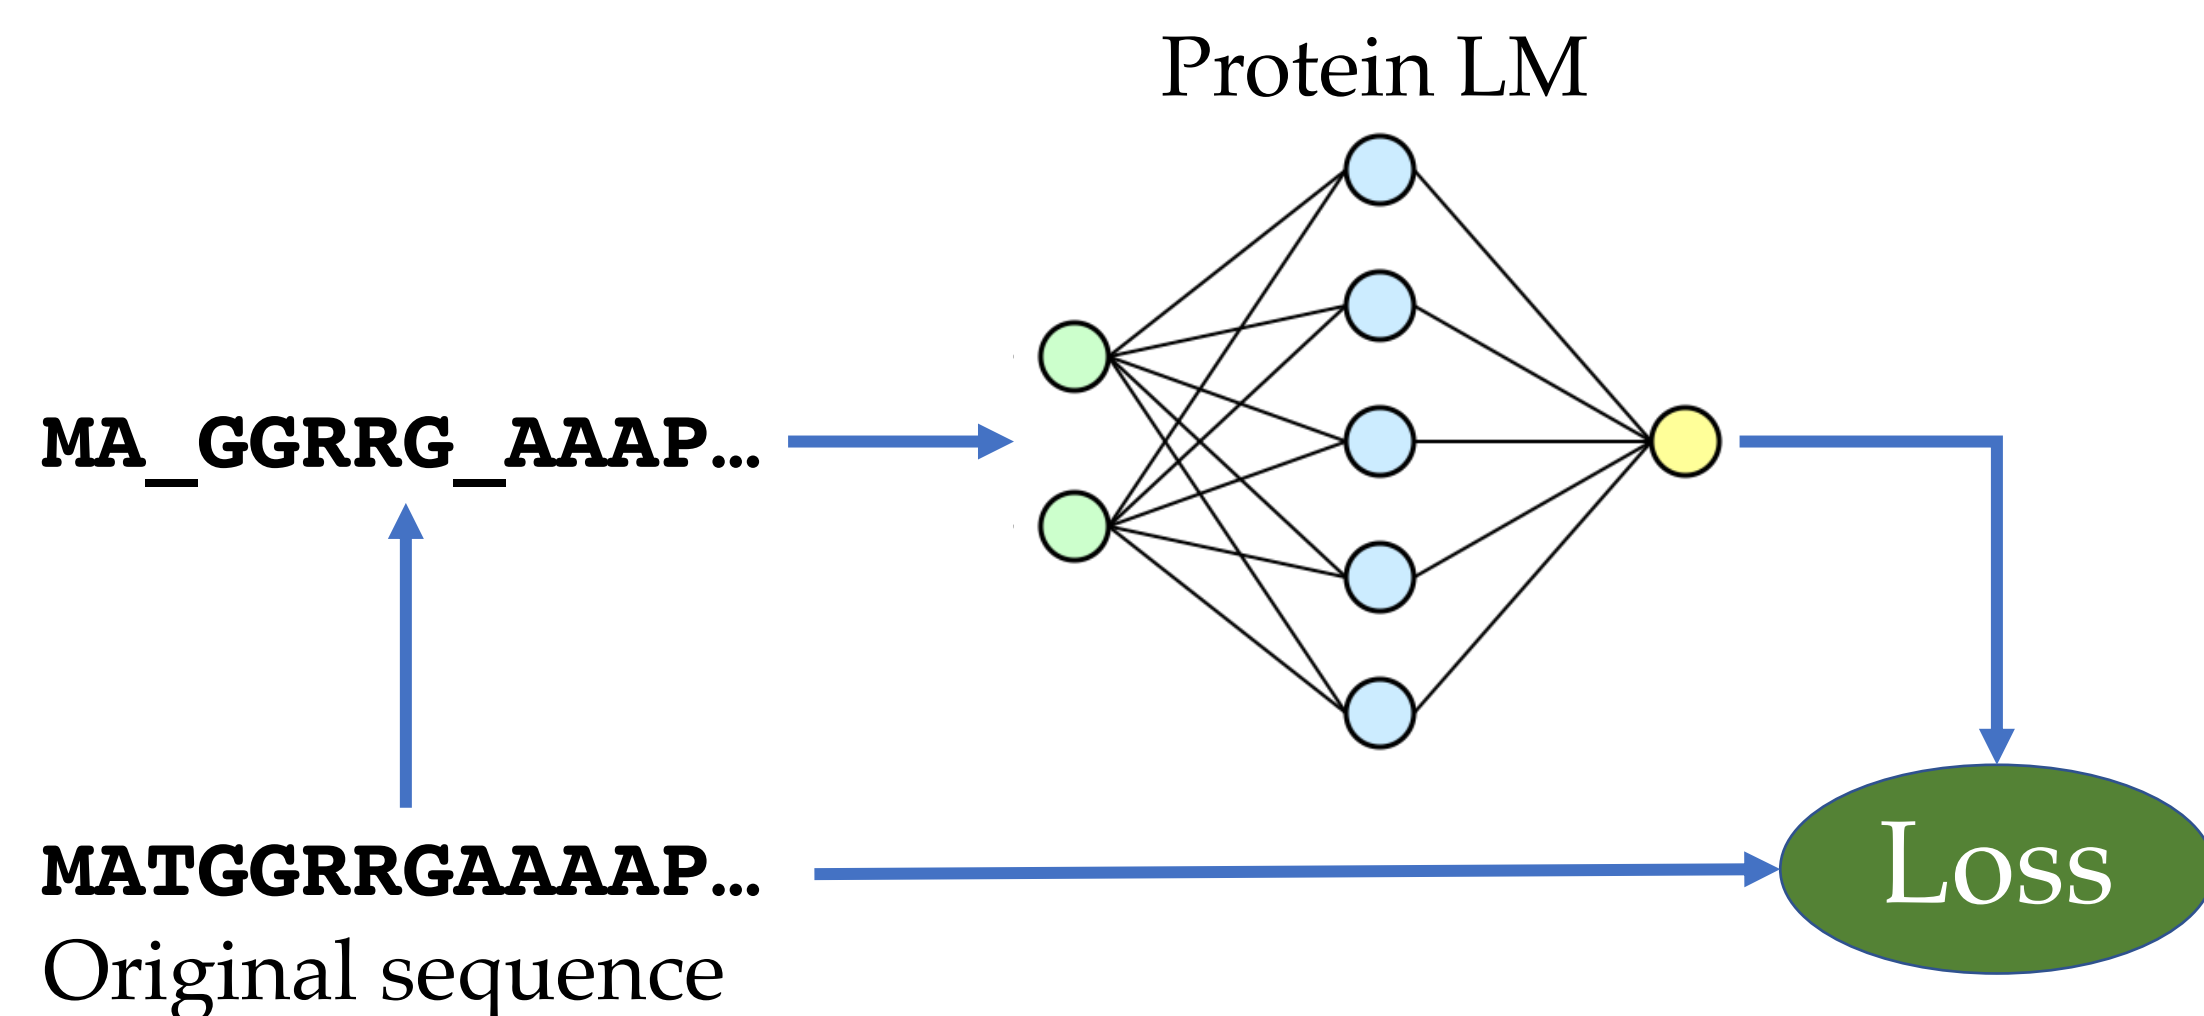 Protein LM
MA_GGRRG_AAAP…
MATGGRRGAAAAP…
Original sequence
Loss